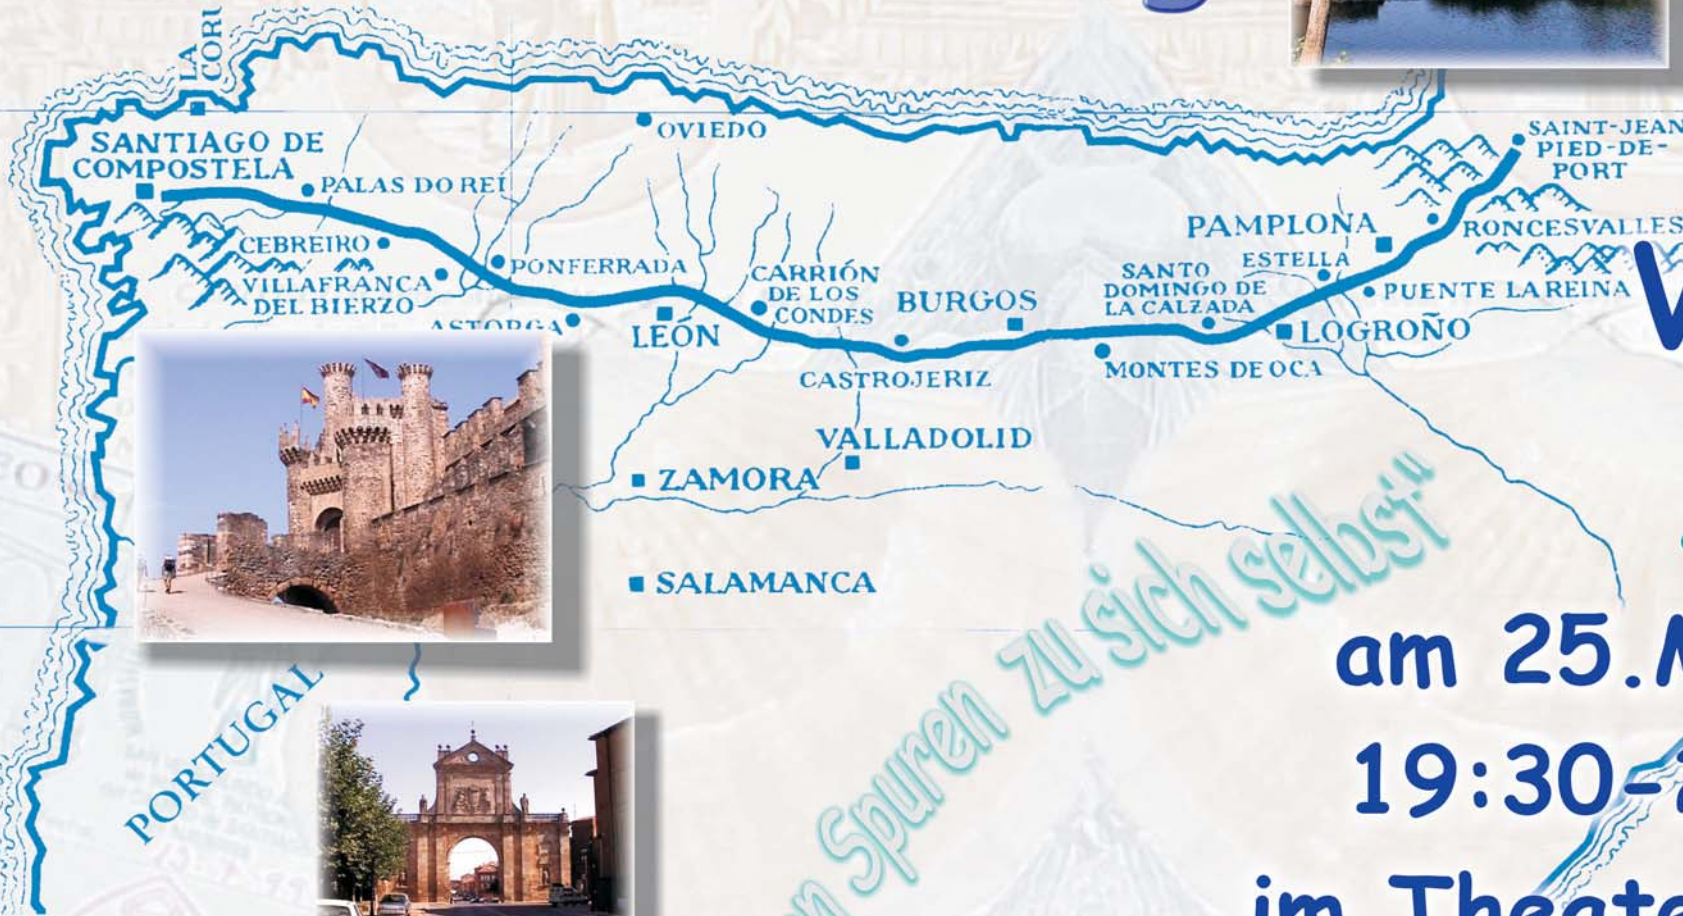 SANTIAGO DE
COMPOSTELA
PALAS DO REI
OVIEDO
CEBREIRO
VILLAFRANCA
DEL BIERZO
PONFERRADA
ASTORGA
LEÓN
CARRIÓN
DE LOS
CONDES
BURGOS
CASTROJERIZ
SANTO
DOMINGO DE
LA CALZADA
MONTES DE OCA
LOGROÑO
ESTELLA
PAMPLONA
PUENTE LA REINA
RONCESVALLES
SAINT-JEAN
PIED-DE-
PORT
VALLADOLID
ZAMORA
SALAMANCA
PORTUGAL
Spuren zu sich selbst"
am 25.
19:30-
im